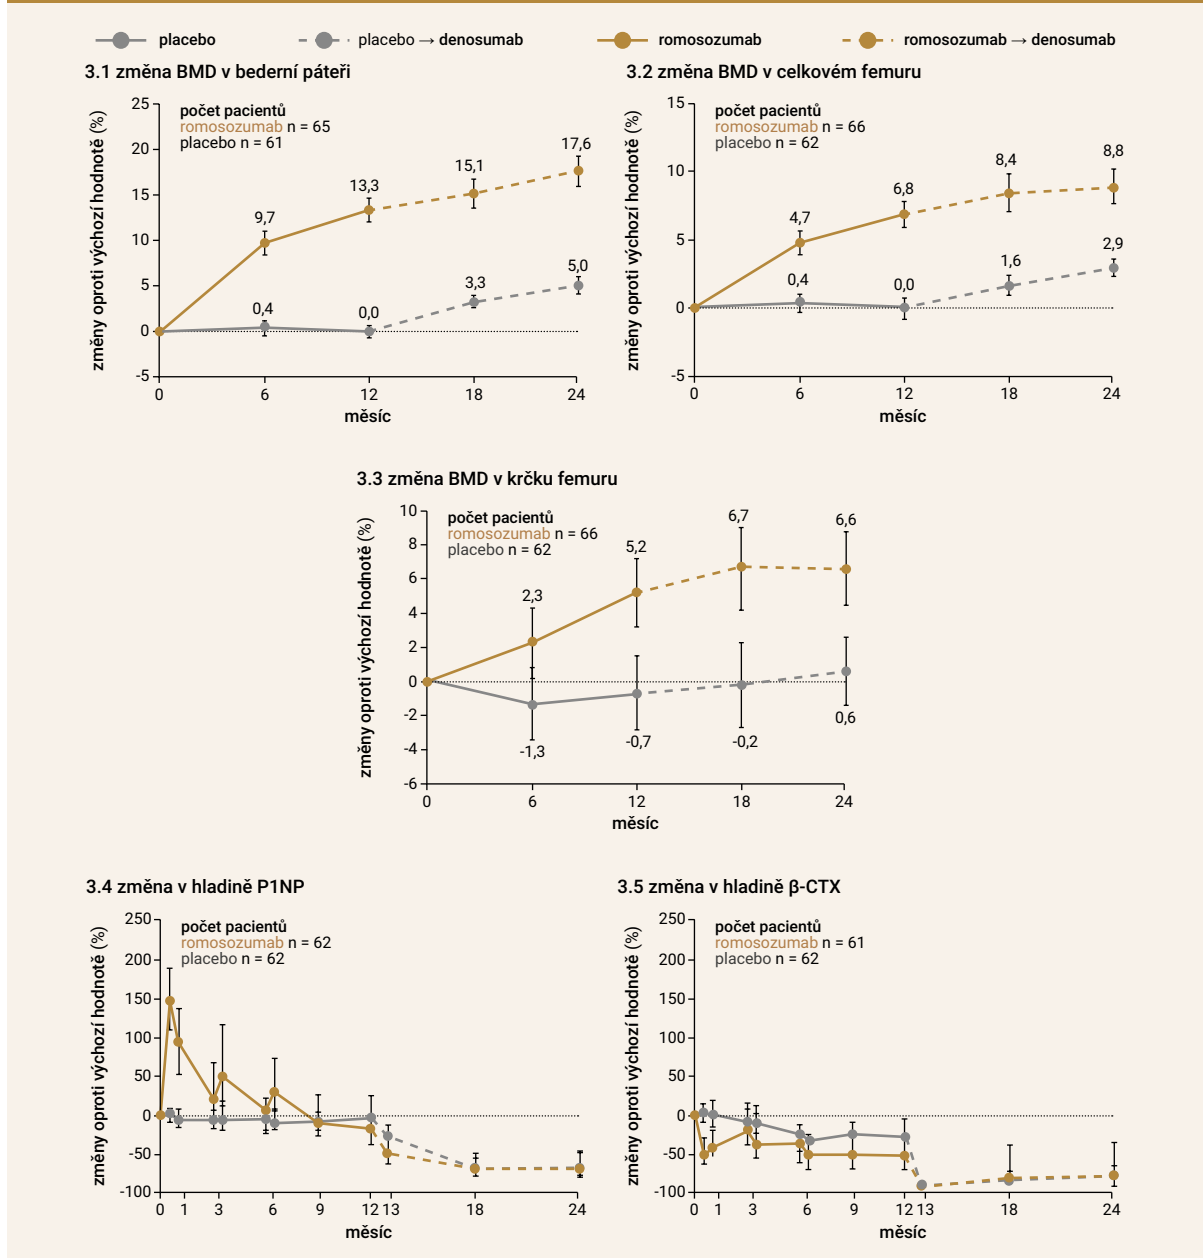 placebo
placebo → denosumab
romosozumab
romosozumab → denosumab
3.1 změna BMD v bederní páteři
změny oproti výchozí hodnotě (%)
počet pacientů
romosozumab n = 65
placebo n = 61
25
20
15
10
5
0
-5
9,7
13,3
15,1
17,6
0,4
0,0
3,3
5,0
0
6
12
18
24
měsíc
3.2 změna BMD v celkovém femuru
změny oproti výchozí hodnotě (%)
počet pacientů
romosozumab n = 66
placebo n = 62
15
10
5
0
-5
4,7
6,8
8,4
8,8
0,4
0,0
1,6
2,9
0
6
12
18
24
měsíc
3.3 změna BMD v krčku femuru
změny oproti výchozí hodnotě (%)
počet pacientů
romosozumab n = 66
placebo n = 62
10
8
6
4
2
0
-2
-4
-6
2,3
5,2
6,7
6,6
-1,3
-0,7
-0,2
0,6
0
6
12
18
24
měsíc
3.4 změna v hladině P1NP
změny oproti výchozí hodnotě (%)
počet pacientů
romosozumab n = 62
placebo n = 62
250
200
150
100
50
0
-50
-100
0
1
3
6
9
12
13
18
24
měsíc
3.5 změna v hladině β-CTX
změny oproti výchozí hodnotě (%)
počet pacientů
romosozumab n = 61
placebo n = 62
250
200
150
100
50
0
-50
-100
0
1
3
6
9
12
13
18
24
měsíc